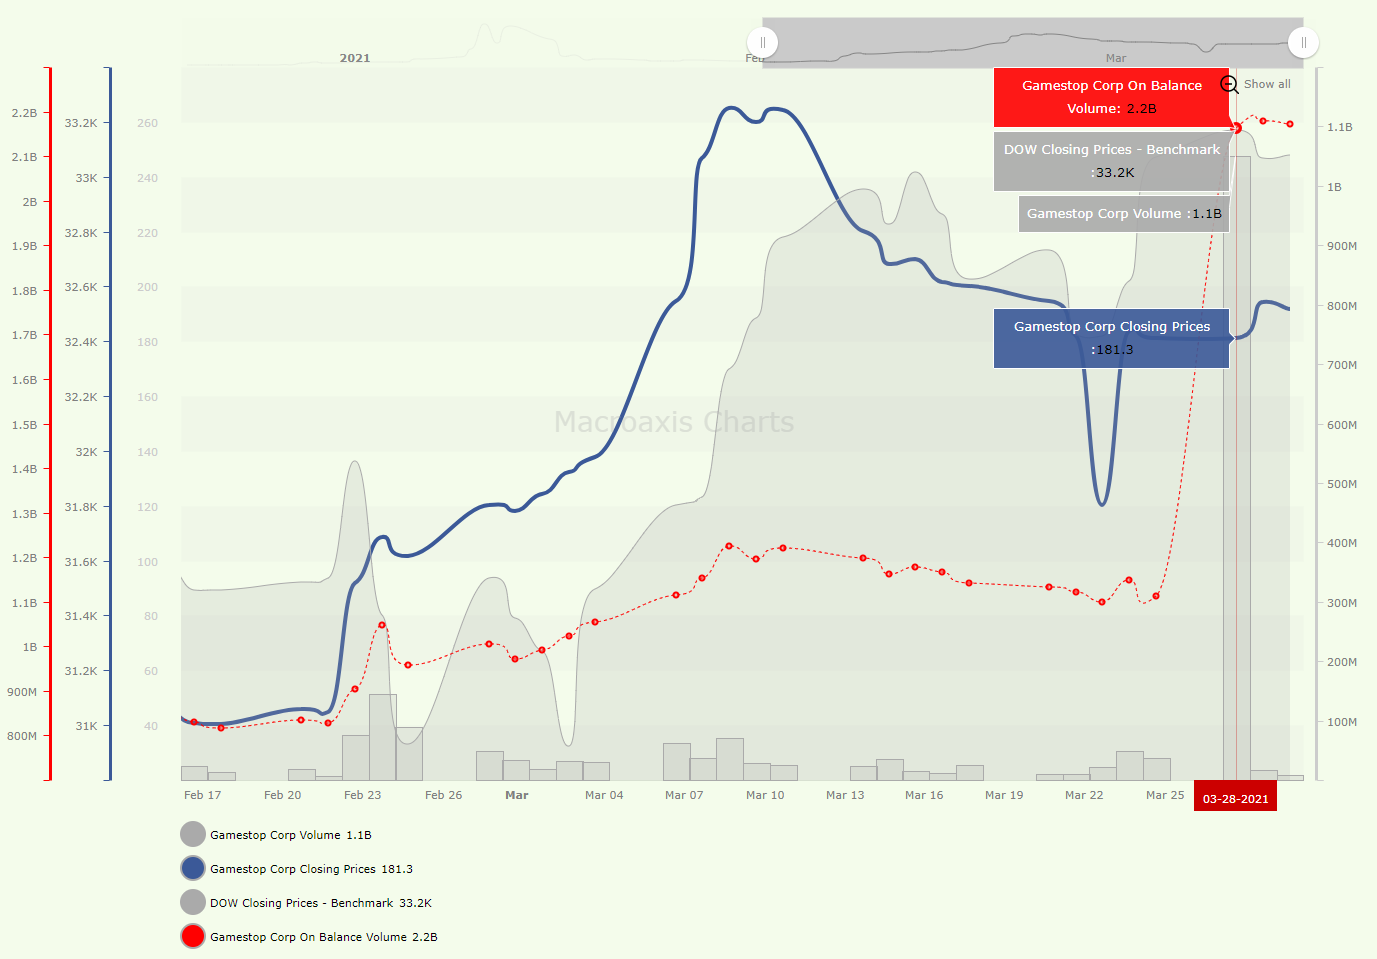 2021
Feb
Mar
Gamestop Corp On Balance
Volume: 2.2B
Show all
DOW Closing Prices - Benchmark
:33.2K
Gamestop Corp Volume :1.1B
Gamestop Corp Closing Prices
:181.3
Macroaxis Charts
2.2B
2.1B
2B
1.9B
1.8B
1.7B
1.6B
1.5B
1.4B
1.3B
1.2B
1.1B
1B
900M
800M
33.2K
33K
32.8K
32.6K
32.4K
32.2K
32K
31.8K
31.6K
31.4K
31.2K
31K
260
240
220
200
180
160
140
120
100
80
60
40
1.1B
1B
900M
800M
700M
600M
500M
400M
300M
200M
100M
Feb 17 Feb 20 Feb 23 Feb 26 Mar Mar 04 Mar 07 Mar 10 Mar 13 Mar 16 Mar 19 Mar 22 Mar 25 03-28-2021
Gamestop Corp Volume 1.1B
Gamestop Corp Closing Prices 181.3
DOW Closing Prices - Benchmark 33.2K
Gamestop Corp On Balance Volume 2.2B